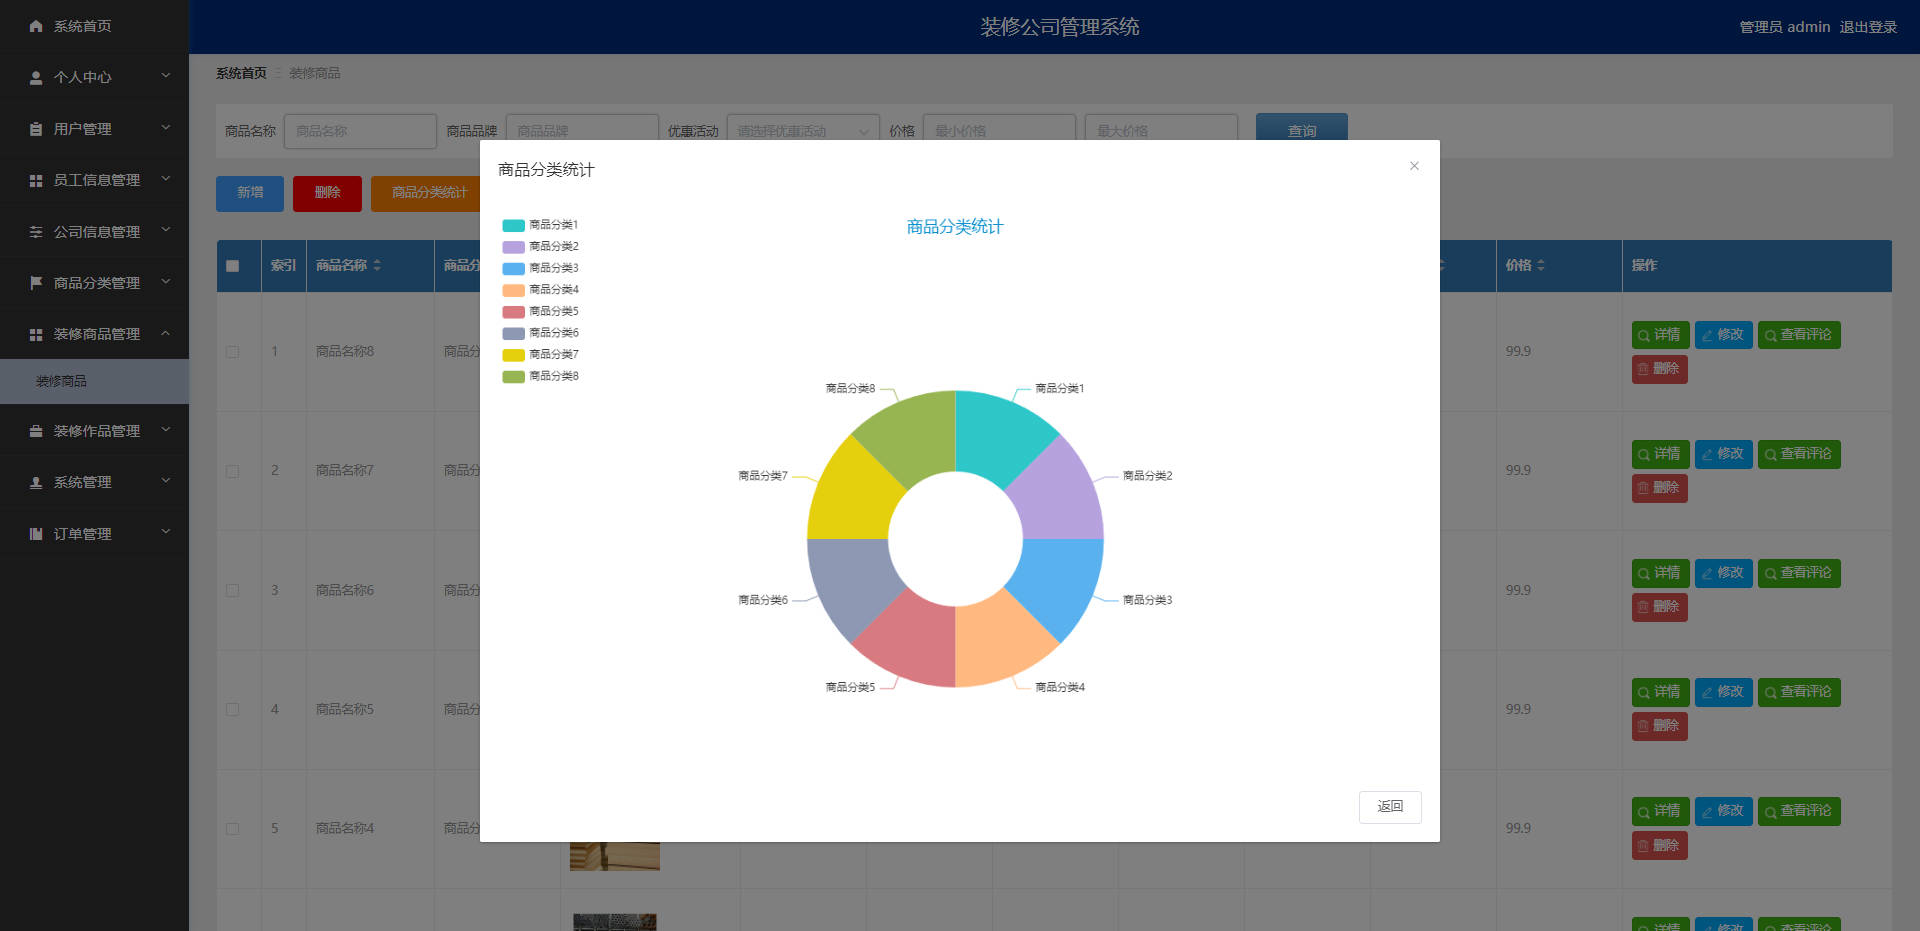 装修公司管理系统
管理员 admin 退出登录
系统首页
个人中心
用户管理
员工信息管理
公司信息管理
商品分类管理
装修商品管理
装修商品
装修作品管理
系统管理
订单管理
系统首页 装修商品
商品名称 商品名称 商品品牌 商品品牌 优惠活动 请选择优惠活动 价格 最小价格 最大价格 查询
新增 删除 商品分类统计
索引 商品名称 商品分 价格 操作
1 商品名称8 商品分 99.9 详情 修改 查看评论
删除
2 商品名称7 商品分 99.9 详情 修改 查看评论
删除
3 商品名称6 商品分 99.9 详情 修改 查看评论
删除
4 商品名称5 商品分 99.9 详情 修改 查看评论
删除
5 商品名称4 商品分 99.9 详情 修改 查看评论
删除
详情 修改 查看评论
商品分类统计
商品分类统计
商品分类1
商品分类2
商品分类3
商品分类4
商品分类5
商品分类6
商品分类7
商品分类8
商品分类8 商品分类1
商品分类7 商品分类2
商品分类6 商品分类3
商品分类5 商品分类4
返回